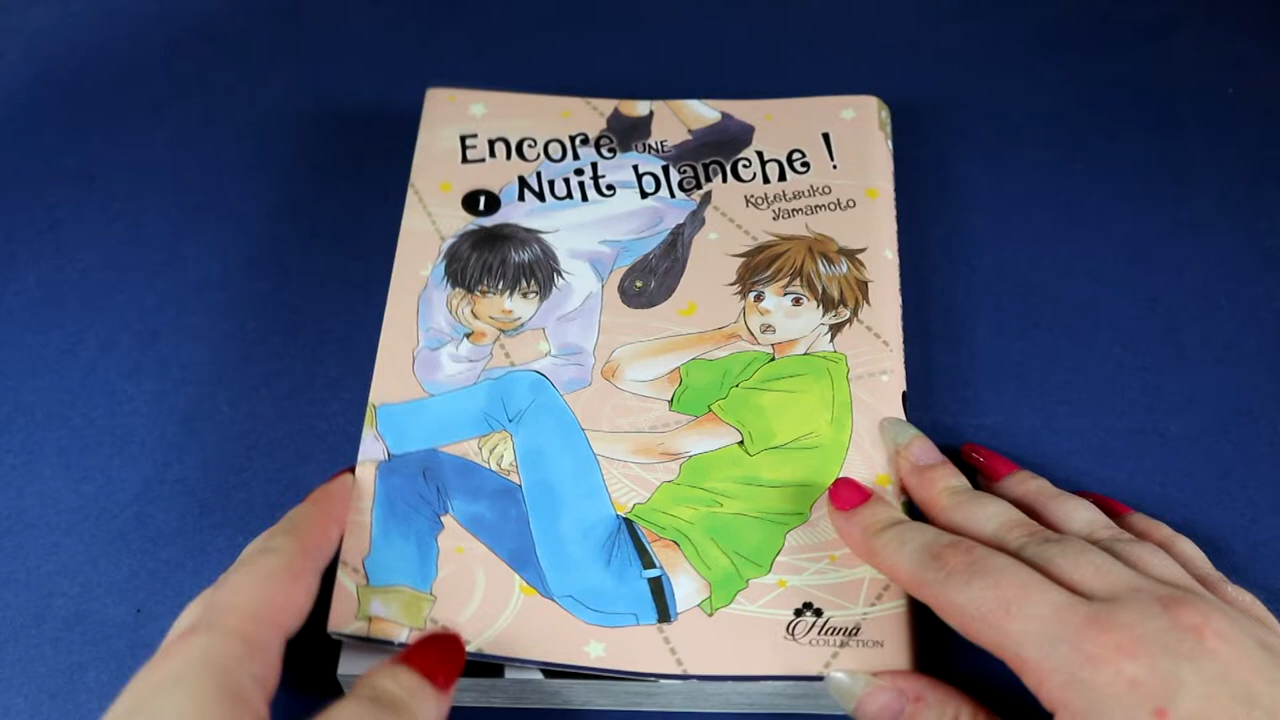 Encore UNE
1 Nuit blanche !
Kotetsuko
Yamamoto
Hana
COLLECTION